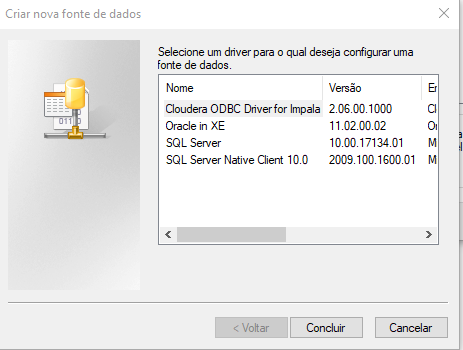 Criar nova fonte de dados
Selecione um driver para o qual deseja configurar uma
fonte de dados.
Nome Versão
Cloudera ODBC Driver for Impala 2.06.00.1000
Oracle in XE 11.02.00.02
SQL Server 10.00.17134.01
SQL Server Native Client 10.0 2009.100.1600.01
< Voltar Concluir Cancelar